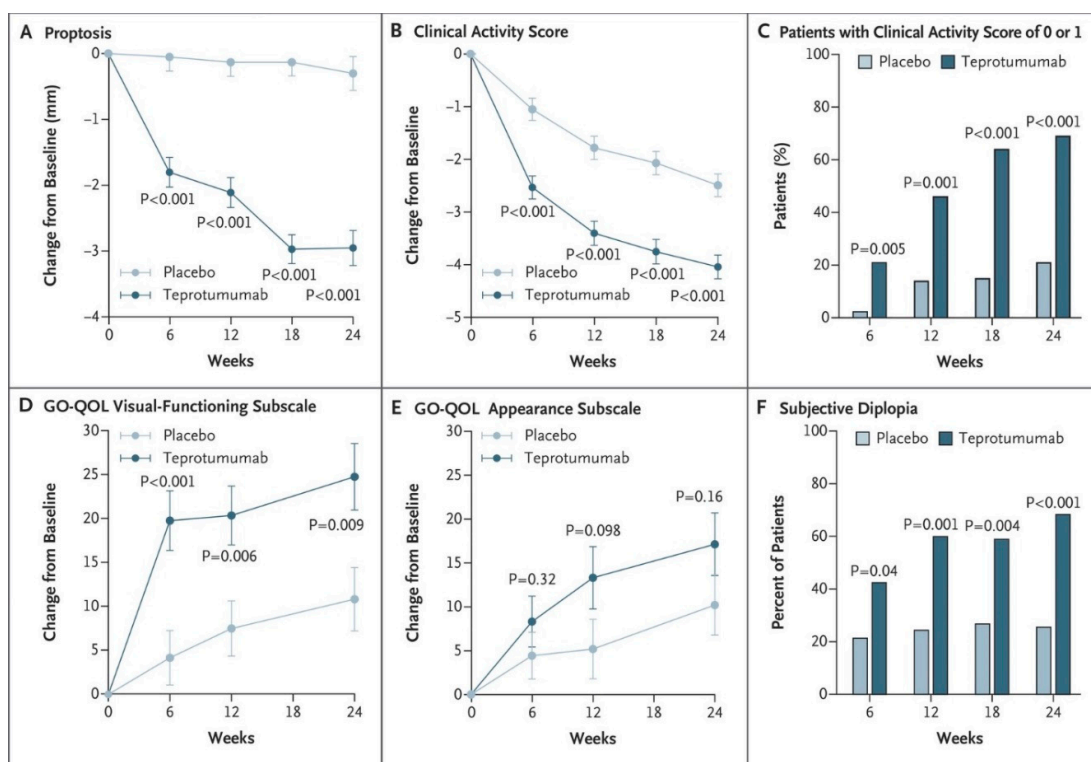 A Proptosis
0
−1
−2
−3
−4
Change from Baseline (mm)
P<0.001
P<0.001
P<0.001
P<0.001
Placebo
Teprotumumab
0 6 12 18 24
Weeks
B Clinical Activity Score
0
−1
−2
−3
−4
−5
Change from Baseline
P<0.001
P<0.001
P<0.001
P<0.001
Placebo
Teprotumumab
0 6 12 18 24
Weeks
C Patients with Clinical Activity Score of 0 or 1
Placebo Teprotumumab
100
80
60
40
20
0
Patients (%)
P=0.005
P=0.001
P<0.001
P<0.001
6 12 18 24
Weeks
D GO-QOL Visual-Functioning Subscale
Placebo
Teprotumumab
30
25
20
15
10
5
0
Change from Baseline
P<0.001
P=0.006
P=0.009
0 6 12 18 24
Weeks
E GO-QOL Appearance Subscale
Placebo
Teprotumumab
30
25
20
15
10
5
0
Change from Baseline
P=0.32
P=0.098
P=0.16
0 6 12 18 24
Weeks
F Subjective Diplopia
Placebo Teprotumumab
100
80
60
40
20
0
Percent of Patients
P=0.04
P=0.001
P=0.004
P<0.001
6 12 18 24
Weeks